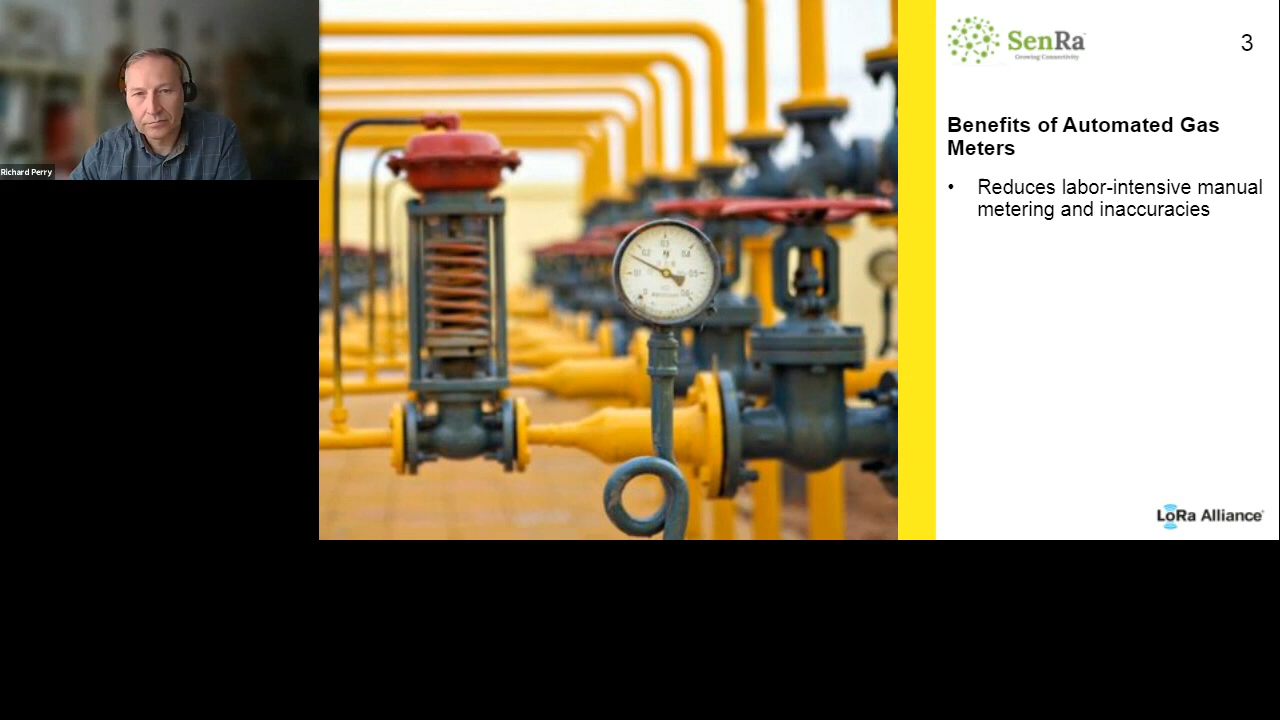 Richard Perry
SenRa
Growing Connectivity
3
Benefits of Automated Gas
Meters
• Reduces labor-intensive manual
metering and inaccuracies
LoRa Alliance